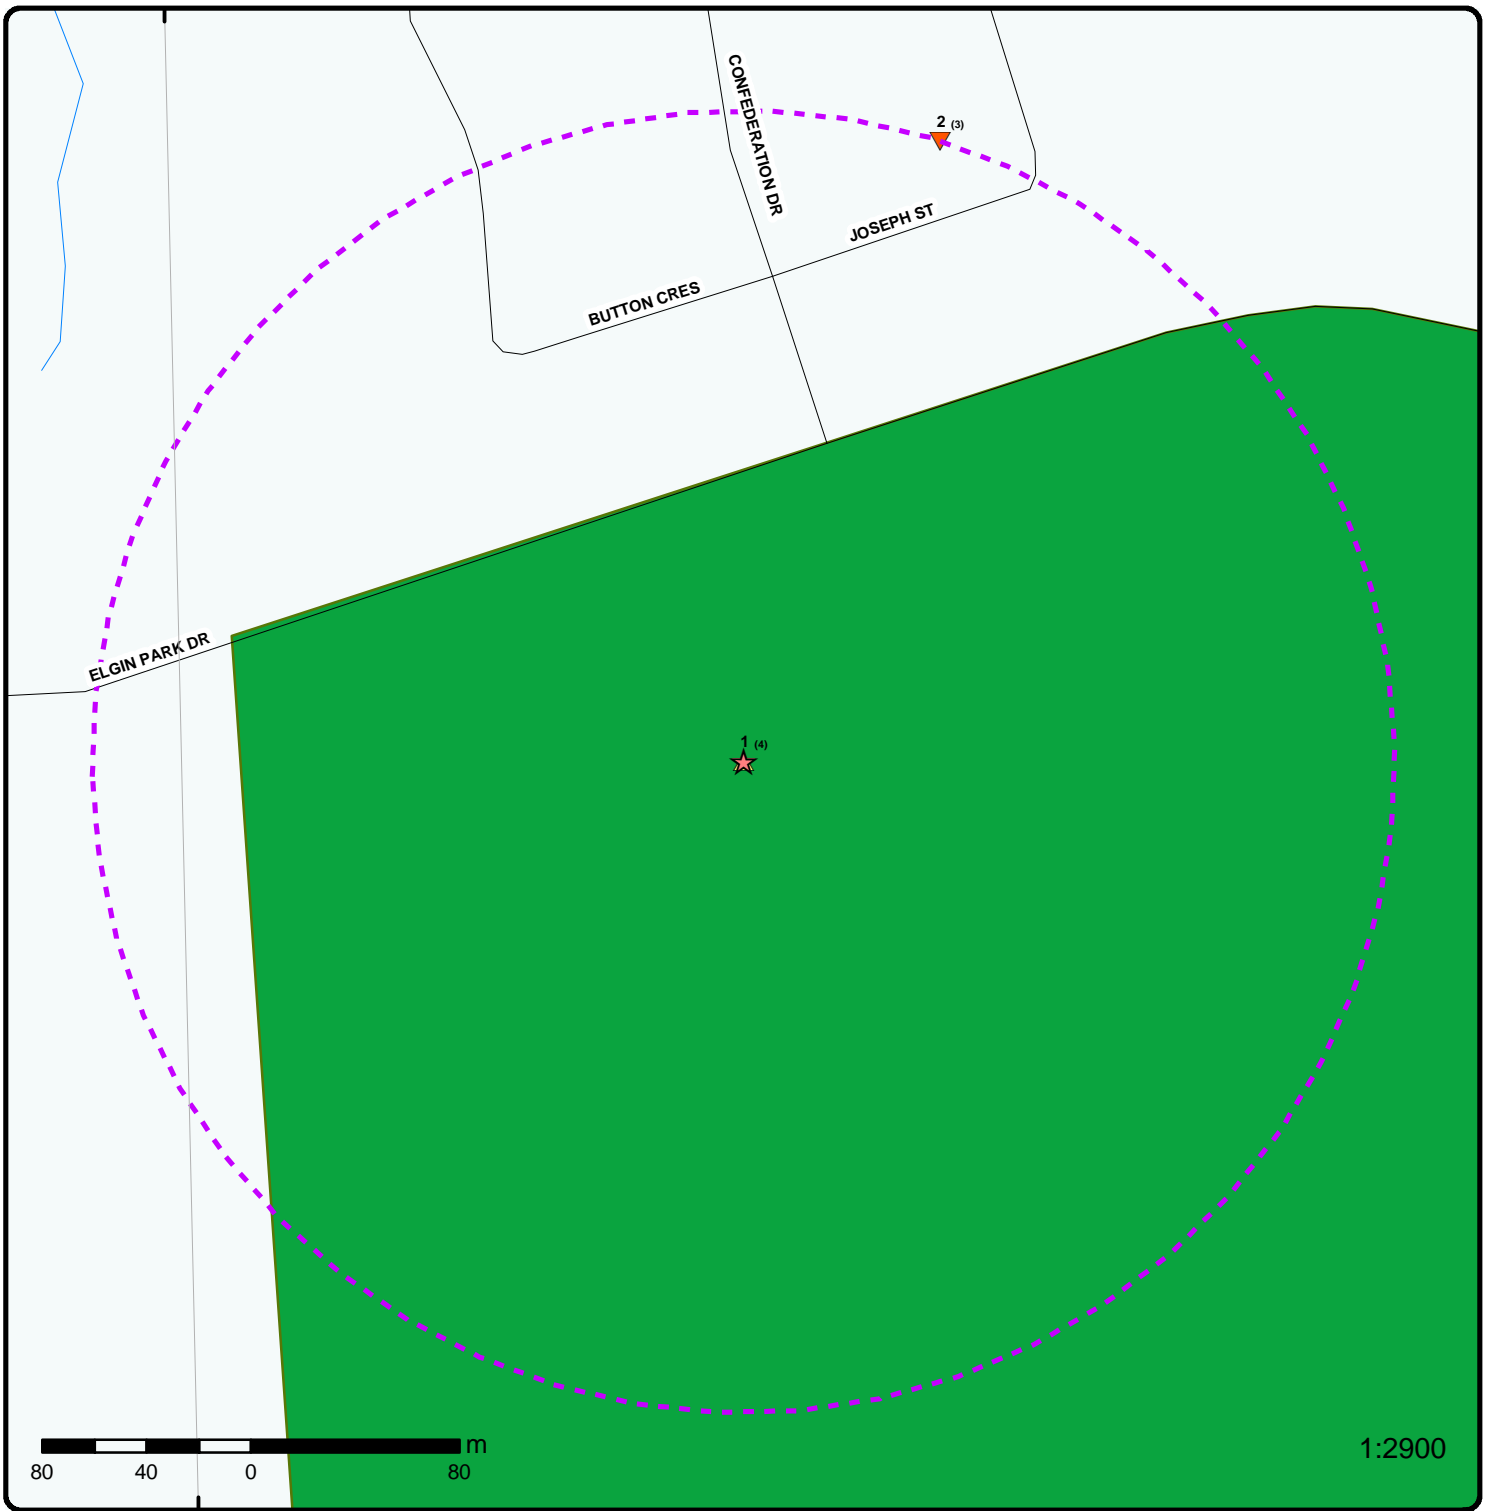 CONFEDERATION DR
2 (3)
JOSEPH ST
BUTTON CRES
ELGIN PARK DR
1 (4)
m
80 40 0 80
1:2900